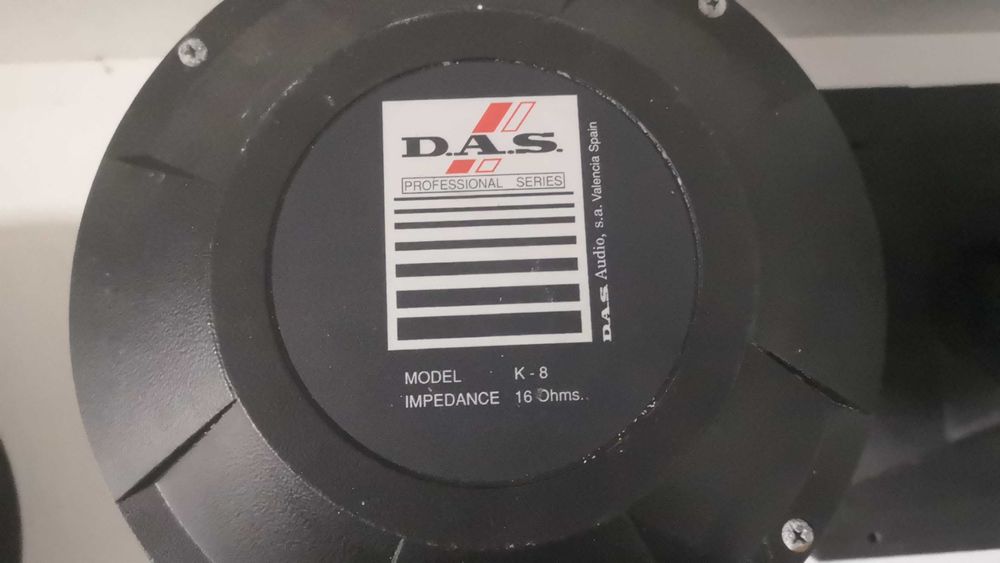 D.A.S.
PROFESSIONAL SERIES
D.A.S Audio, s.a. Valencia Spain
MODEL K - 8
IMPEDANCE 16 Ohms.